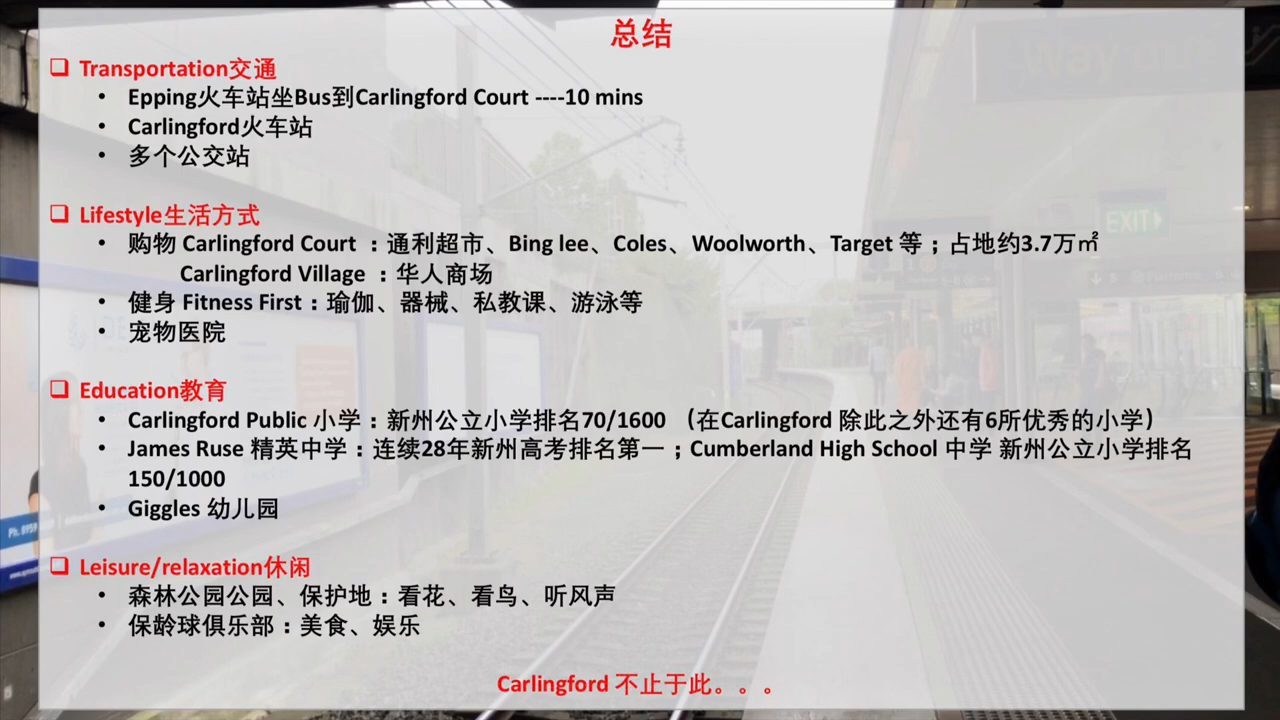 总结
Transportation交通
Epping火车站坐Bus到Carlingford Court ----10 mins
Carlingford火车站
多个公交站
Lifestyle生活方式
购物 Carlingford Court ：通利超市、Bing lee、Coles、Woolworth、Target 等；占地约3.7万㎡
Carlingford Village ：华人商场
健身 Fitness First：瑜伽、器械、私教课、游泳等
宠物医院
Education教育
Carlingford Public 小学：新州公立小学排名70/1600 （在Carlingford 除此之外还有6所优秀的小学）
James Ruse 精英中学：连续28年新州高考排名第一；Cumberland High School 中学 新州公立小学排名
150/1000
Giggles 幼儿园
Leisure/relaxation休闲
森林公园公园、保护地：看花、看鸟、听风声
保龄球俱乐部：美食、娱乐
Carlingford 不止于此。。。
Way out
EXIT
Ph. 8959